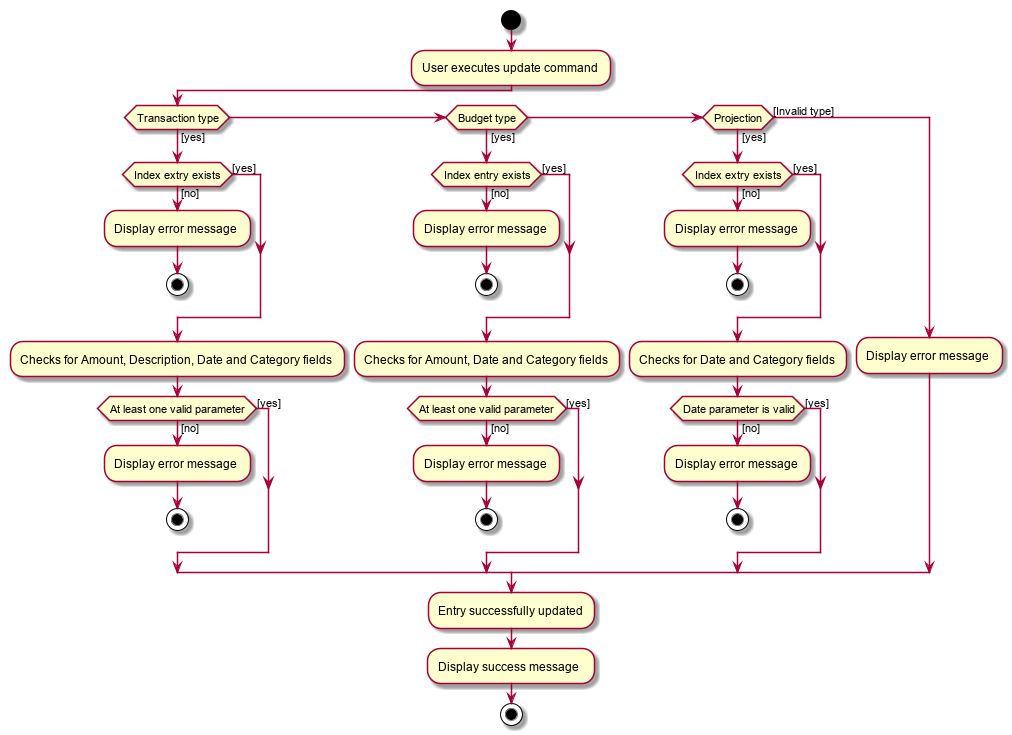 User executes update command
Transaction type
Budget type
Projection
[Invalid type]
[yes]
[yes]
[yes]
Index extry exists
[yes]
Index entry exists
[yes]
Index extry exists
[yes]
[no]
[no]
[no]
Display error message
Display error message
Display error message
Checks for Amount, Description, Date and Category fields
Checks for Amount, Date and Category fields
Checks for Date and Category fields
Display error message
At least one valid parameter
[yes]
At least one valid parameter
[yes]
Date parameter is valid
[yes]
[no]
[no]
[no]
Display error message
Display error message
Display error message
Entry successfully updated
Display success message